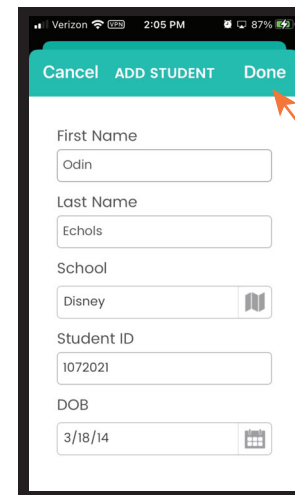 Verizon VPN 2:05 PM 87%
Cancel ADD STUDENT Done
First Name
Odin
Last Name
Echols
School
Disney
Student ID
1072021
DOB
3/18/14